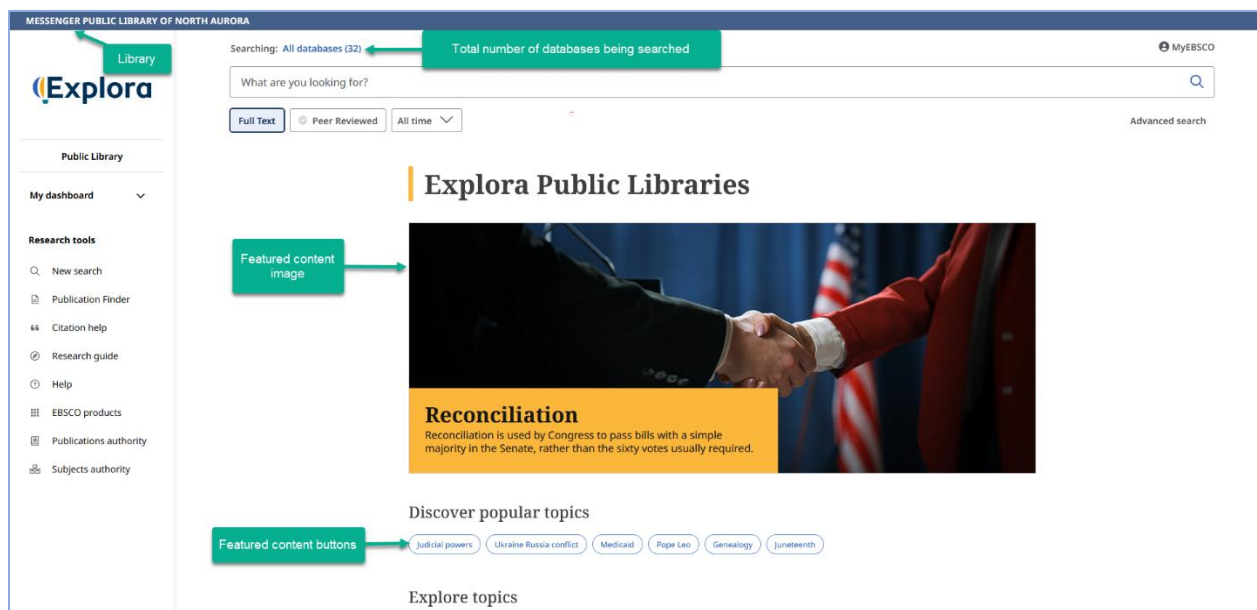 MESSENGER PUBLIC LIBRARY OF NORTH AURORA
Library
Searching: All databases (32)
Total number of databases being searched
MyEBSCO
Explora
What are you looking for?
Full Text
Peer Reviewed
All time
Advanced search
Public Library
My dashboard
Research tools
New search
Publication Finder
Citation help
Research guide
Help
EBSCO products
Publications authority
Subjects authority
Explora Public Libraries
Featured content
image
Reconciliation
Reconciliation is used by Congress to pass bills with a simple
majority in the Senate, rather than the sixty votes usually required.
Discover popular topics
Featured content buttons
Judicial powers
Ukraine Russia conflict
Medicaid
Pope Leo
Genealogy
Juneteenth
Explore topics